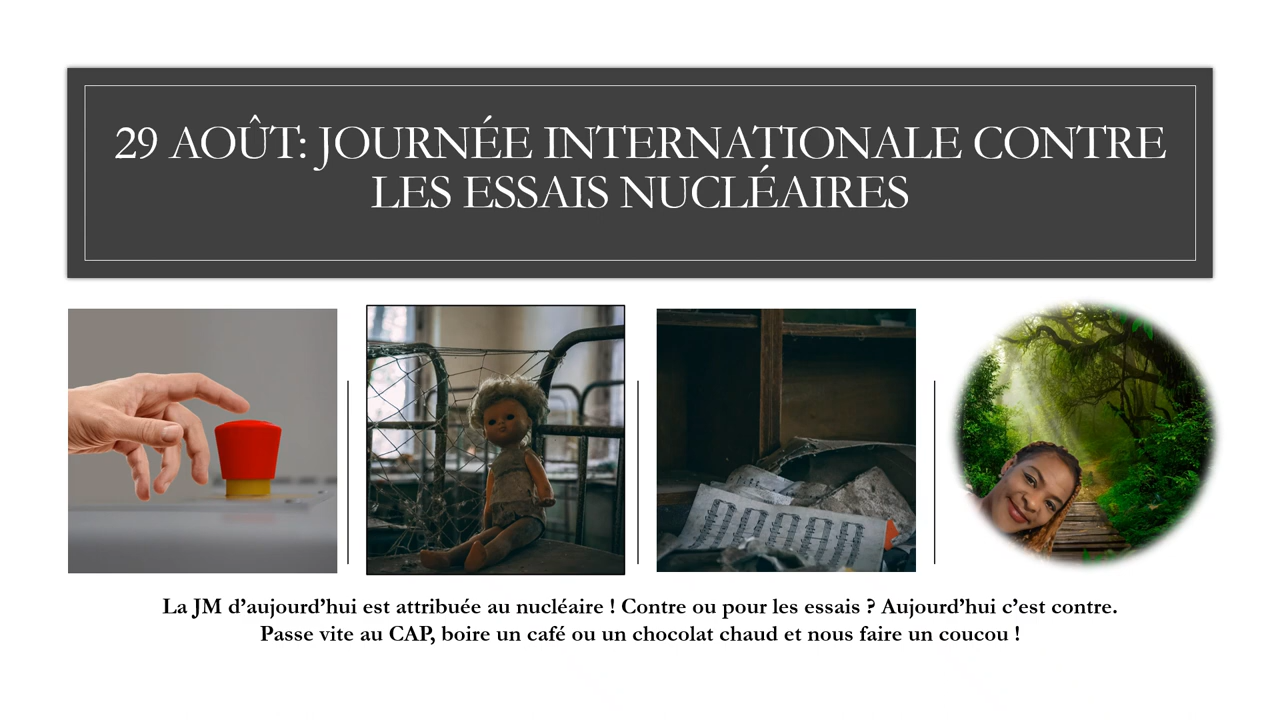 29 AOÛT: JOURNÉE INTERNATIONALE CONTRE
LES ESSAIS NUCLÉAIRES
La JM d’aujourd’hui est attribuée au nucléaire ! Contre ou pour les essais ? Aujourd’hui c’est contre.
Passe vite au CAP, boire un café ou un chocolat chaud et nous faire un coucou !